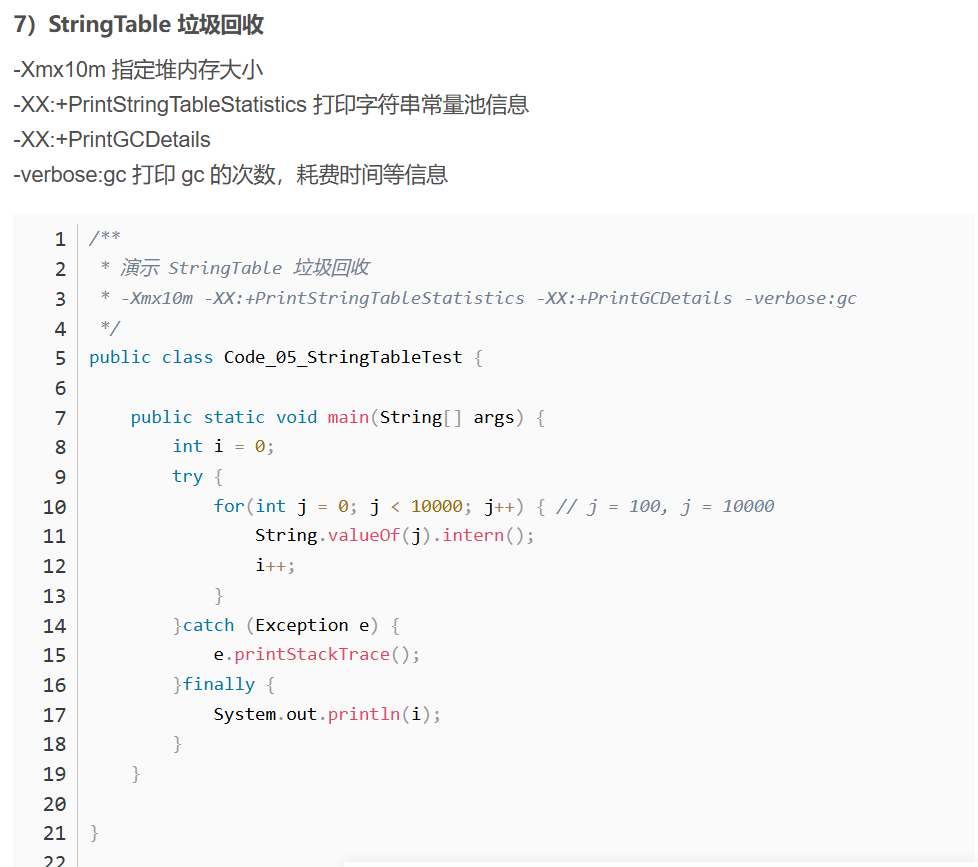 7）StringTable 垃圾回收
-Xmx10m 指定堆内存大小
-XX:+PrintStringTableStatistics 打印字符串常量池信息
-XX:+PrintGCDetails
-verbose:gc 打印 gc 的次数，耗费时间等信息
1 /**
2  * 演示 StringTable 垃圾回收
3  * -Xmx10m -XX:+PrintStringTableStatistics -XX:+PrintGCDetails -verbose:gc
4  */
5 public class Code_05_StringTableTest {
6
7     public static void main(String[] args) {
8         int i = 0;
9         try {
10             for(int j = 0; j < 10000; j++) { // j = 100, j = 10000
11                 String.valueOf(j).intern();
12                 i++;
13             }
14         }catch (Exception e) {
15             e.printStackTrace();
16         }finally {
17             System.out.println(i);
18         }
19     }
20
21 }
22